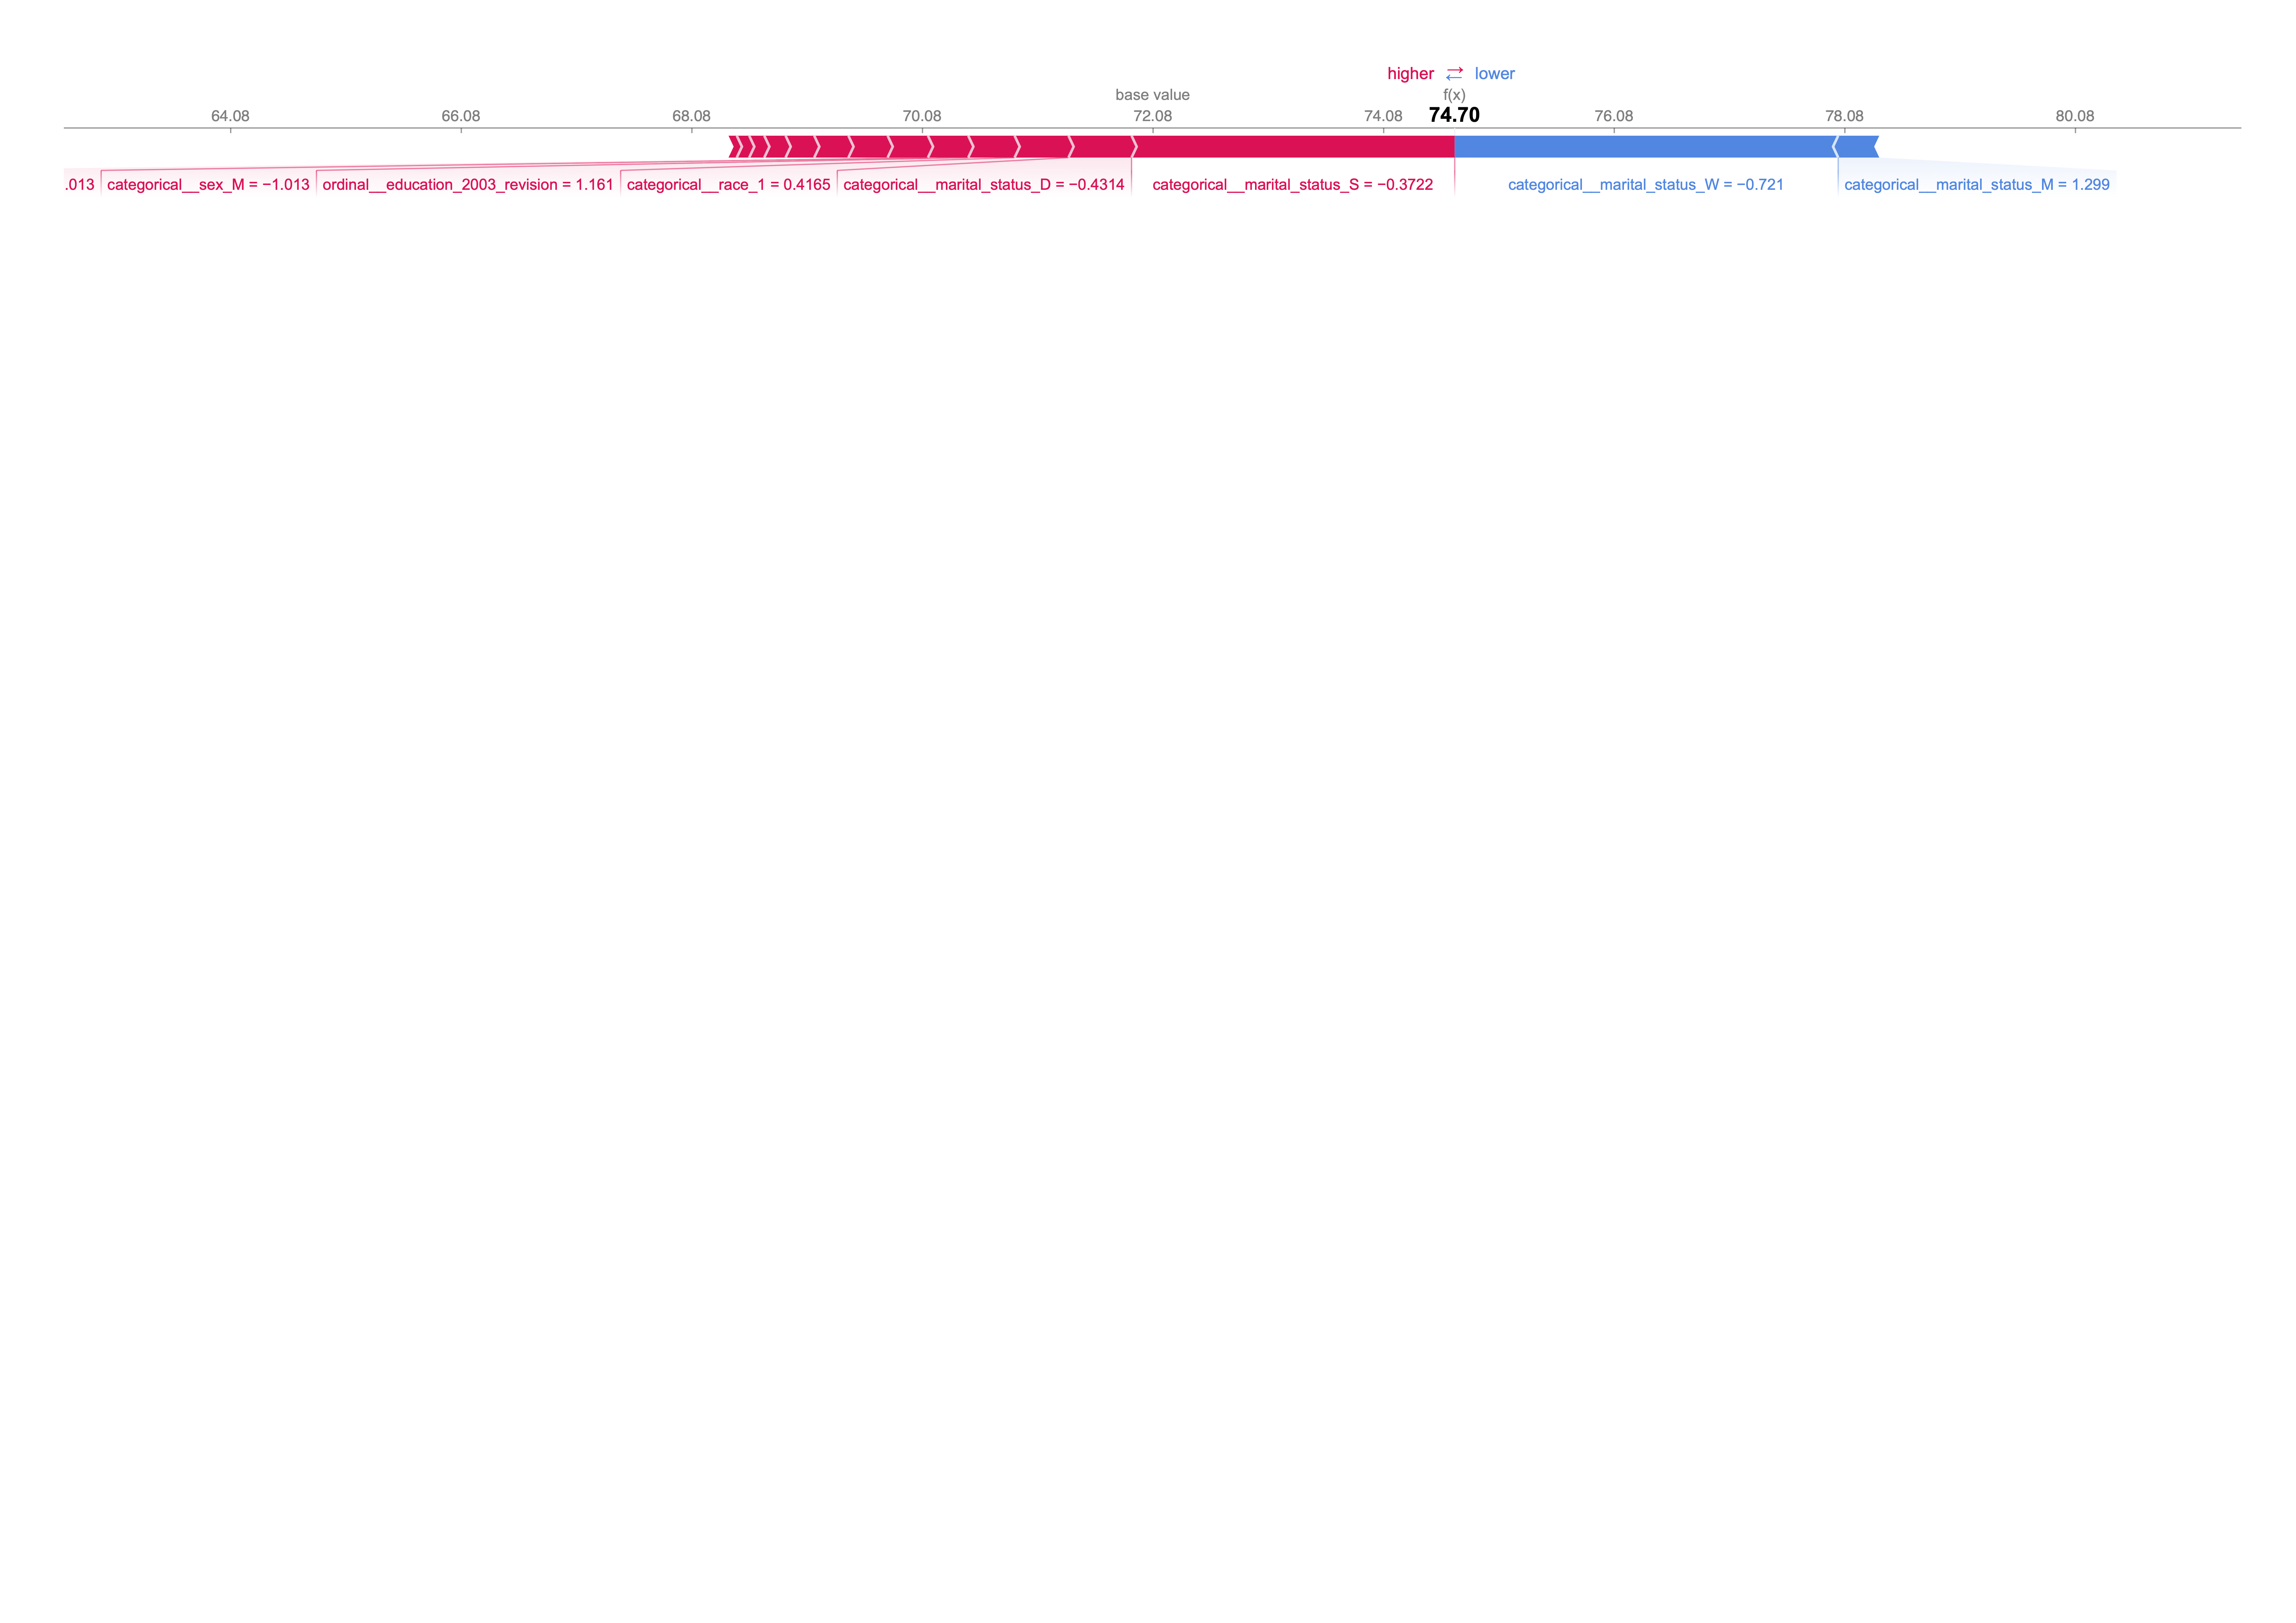 higher lower
base value f(x)
64.08 66.08 68.08 70.08 72.08 74.08 74.70 76.08 78.08 80.08
.013 categorical__sex_M = −1.013 ordinal__education_2003_revision = 1.161 categorical__race_1 = 0.4165 categorical__marital_status_D = −0.4314 categorical__marital_status_S = −0.3722 categorical__marital_status_W = −0.721 categorical__marital_status_M = 1.299